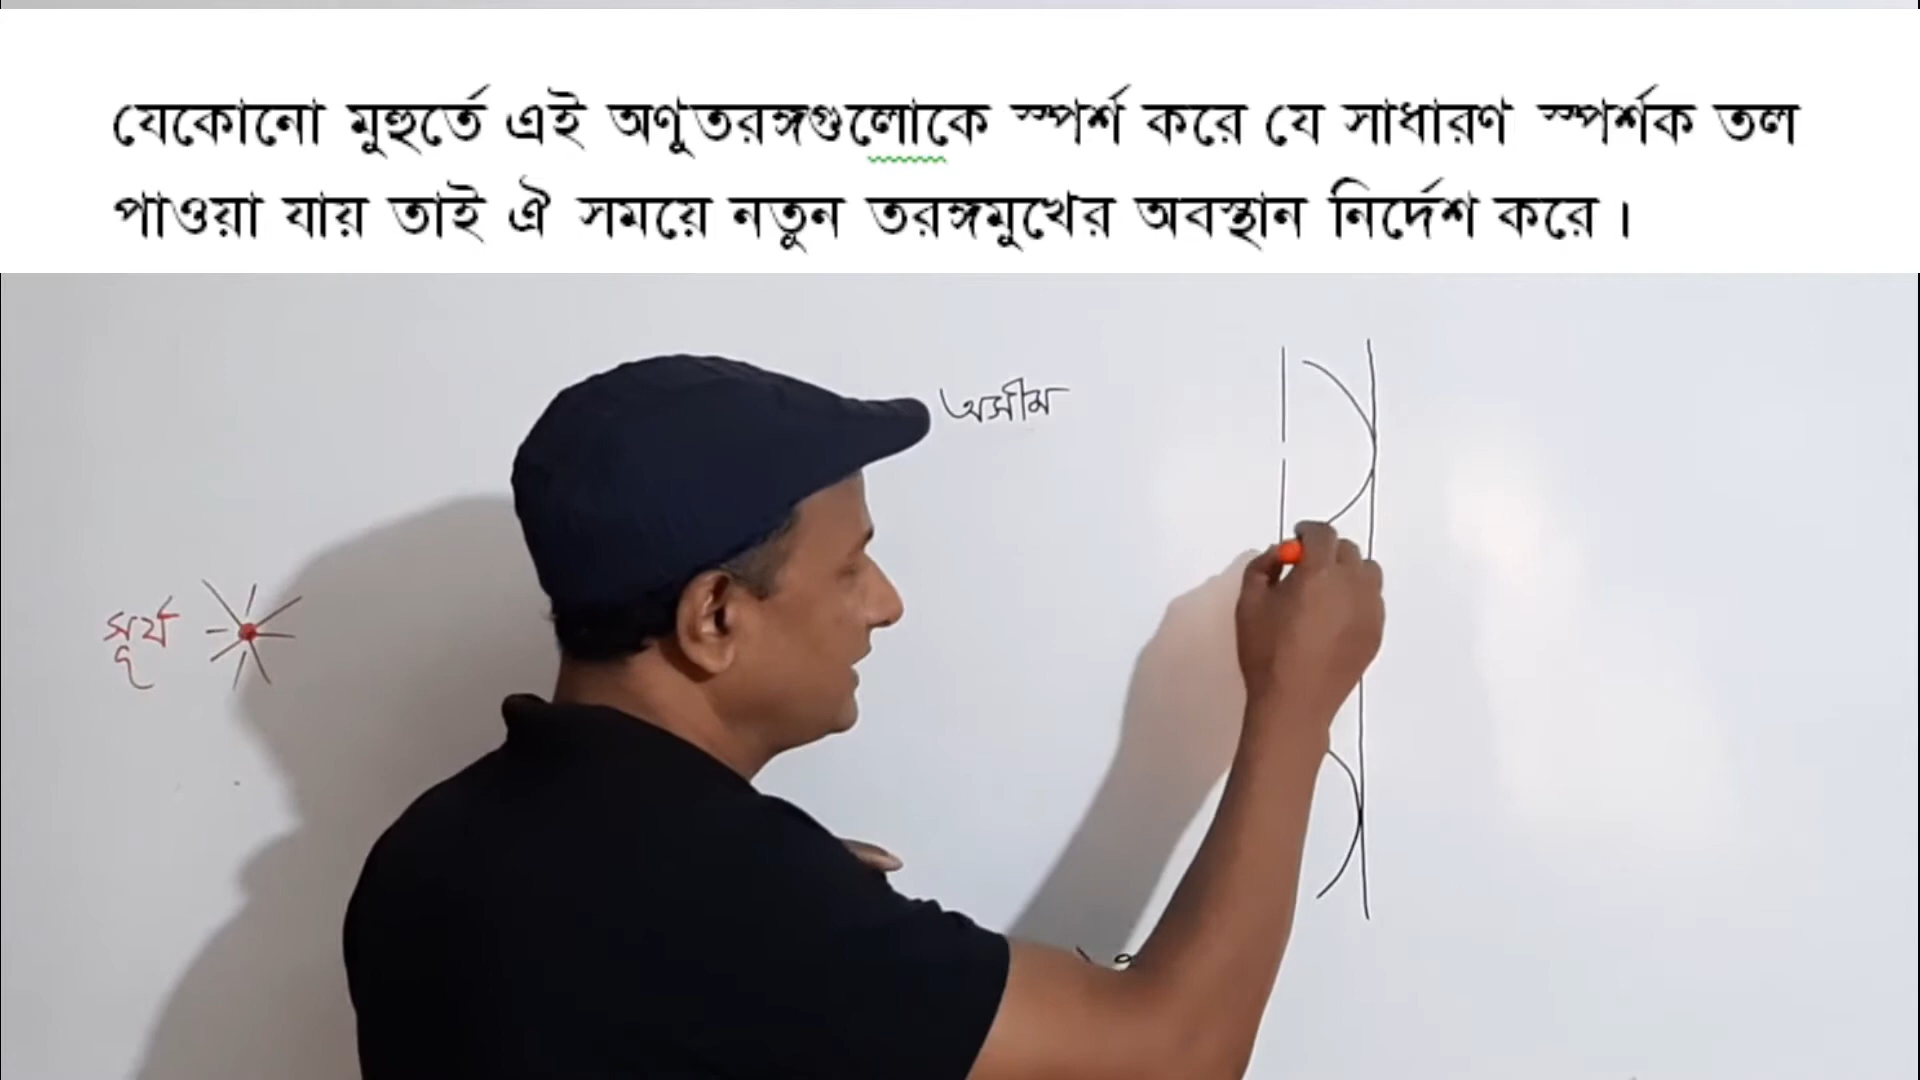 যেকোনো মুহুর্তে এই অণুতরঙ্গগুলোকে স্পর্শ করে যে সাধারণ স্পর্শক তল
পাওয়া যায় তাই ঐ সময়ে নতুন তরঙ্গমুখের অবস্থান নির্দেশ করে।
অসীম
সূর্য